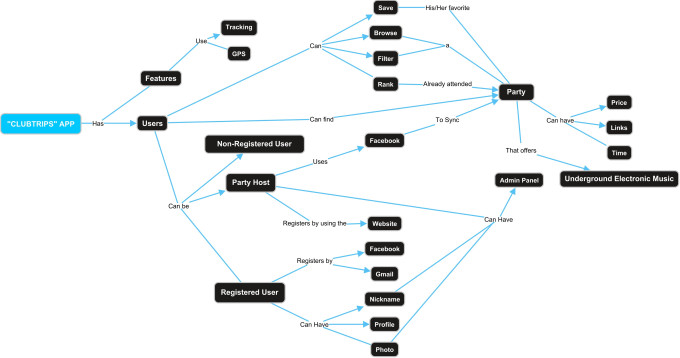 Save
His/Her favorite
Tracking
Browse
Use
Can
a
GPS
Filter
Features
Rank
Already attended
Party
Price
"CLUBTRIPS" APP
Has
Users
Can find
To Sync
Can have
Links
Non-Registered User
Facebook
Time
Uses
That offers
Party Host
Admin Panel
Underground Electronic Music
Can be
Registers by using the
Website
Can Have
Facebook
Registers by
Gmail
Registered User
Nickname
Can Have
Profile
Photo